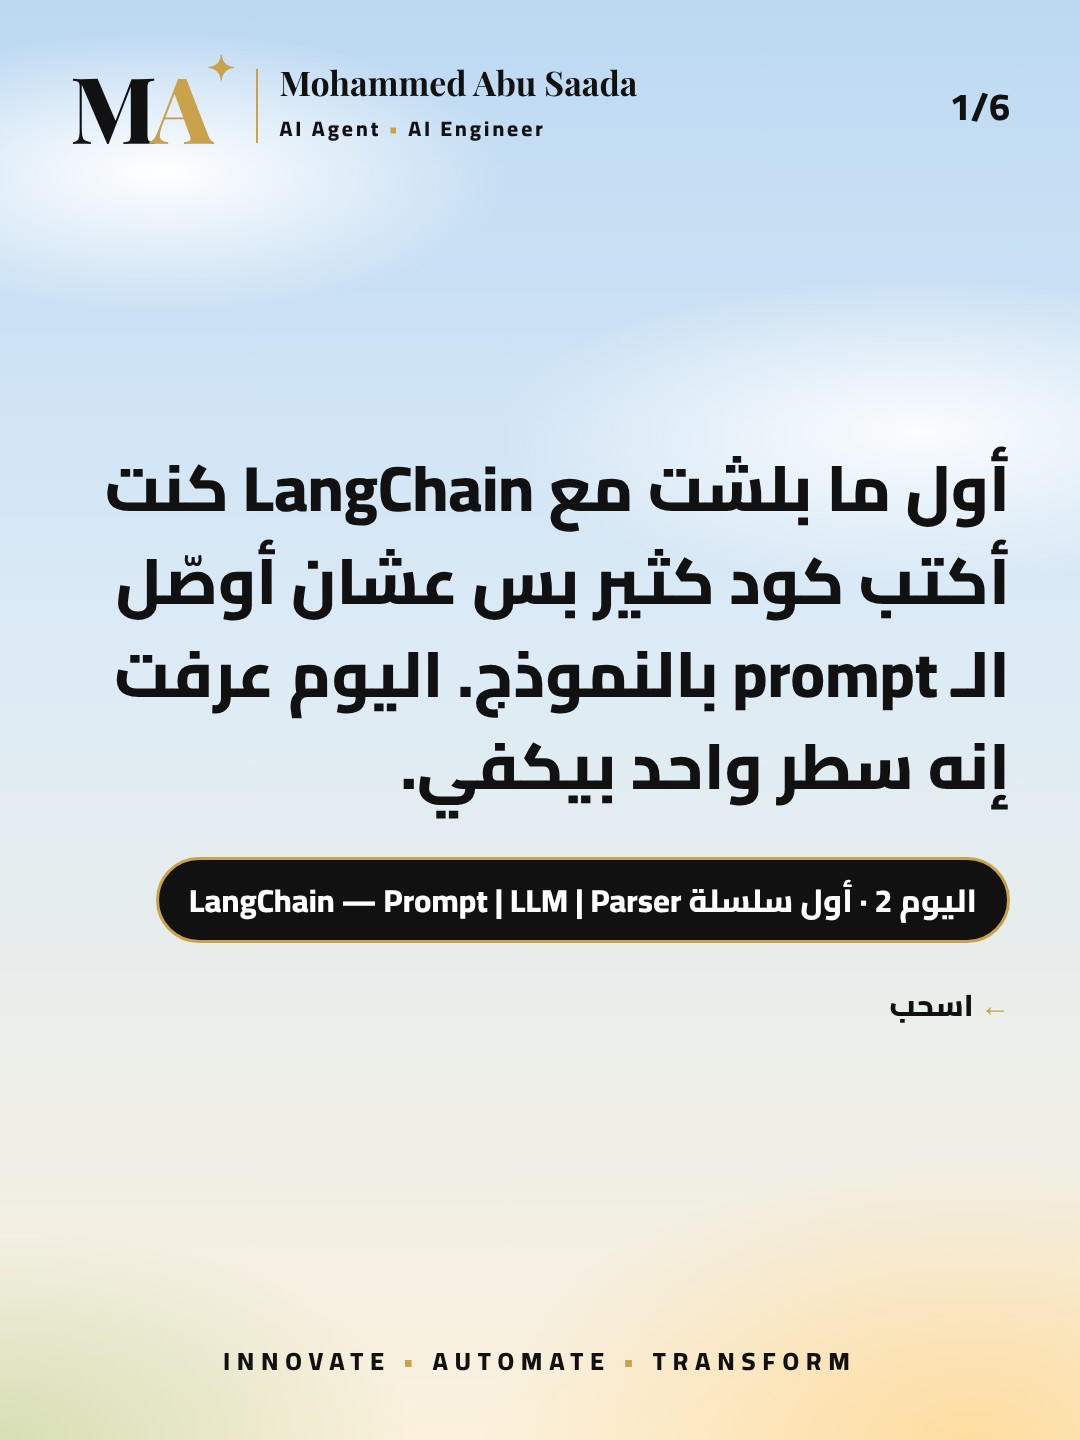 MA
Mohammed Abu Saada
AI Agent ▪ AI Engineer
1/6
أول ما بلشت مع LangChain كنت
أكتب كود كثير بس عشان أوصّل
الـ prompt بالنموذج. اليوم عرفت
إنه سطر واحد بيكفي.
اليوم 2 · أول سلسلة LangChain — Prompt | LLM | Parser
← اسحب
INNOVATE ▪ AUTOMATE ▪ TRANSFORM